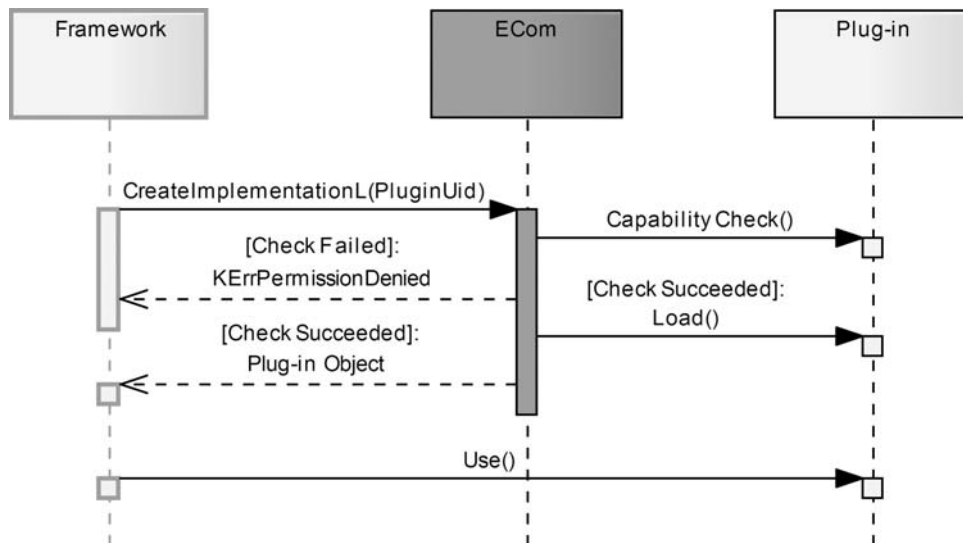 Framework
ECom
Plug-in
CreateImplementationL(PluginUid)
Capability Check()
[Check Failed]:
KErrPermissionDenied
[Check Succeeded]:
Load()
[Check Succeeded]:
Plug-in Object
Use()